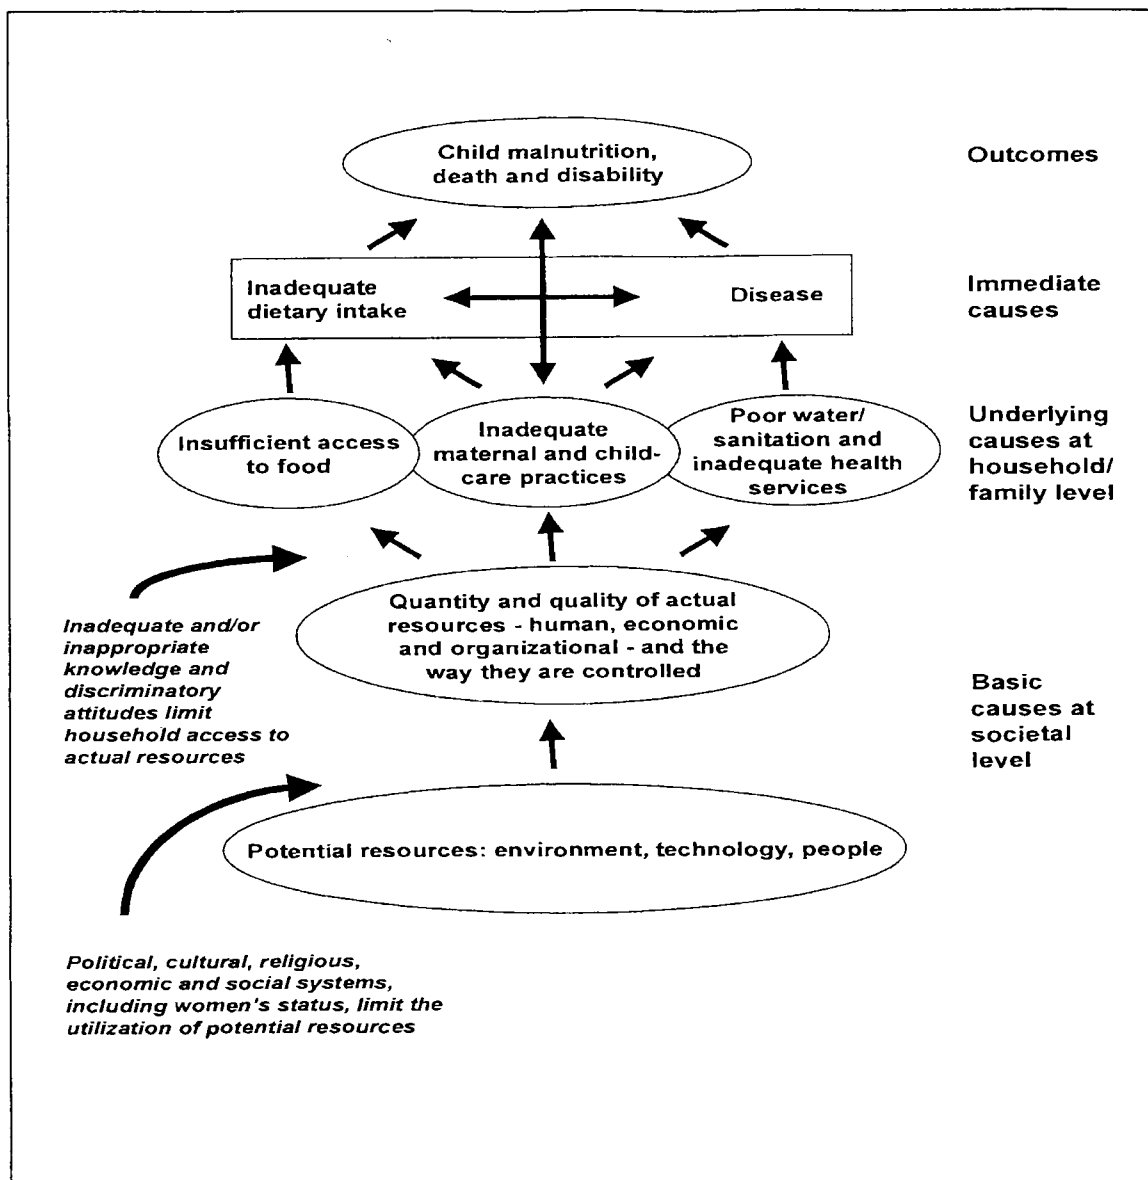 Child malnutrition,
death and disability
Outcomes
Inadequate
dietary intake
Disease
Immediate
causes
Insufficient access
to food
Inadequate
maternal and child-
care practices
Poor water/
sanitation and
inadequate health
services
Underlying
causes at
household/
family level
Inadequate and/or
inappropriate
knowledge and
discriminatory
attitudes limit
household access to
actual resources
Quantity and quality of actual
resources - human, economic
and organizational - and the
way they are controlled
Basic
causes at
societal
level
Potential resources: environment, technology, people
Political, cultural, religious,
economic and social systems,
including women's status, limit the
utilization of potential resources